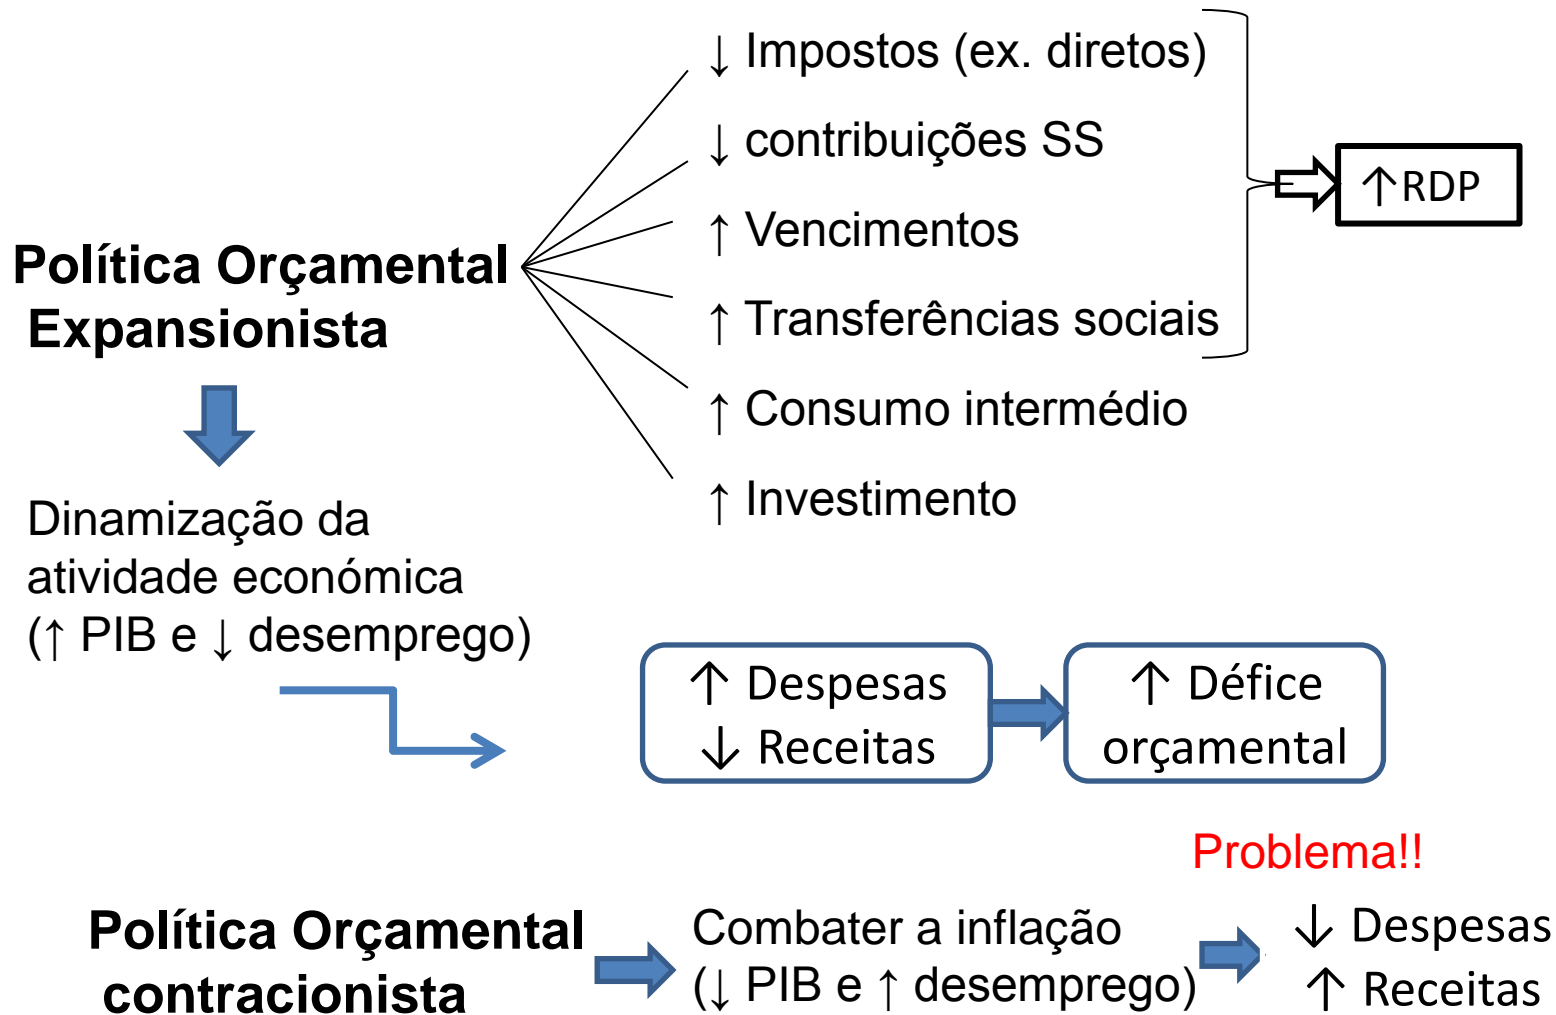 ↓ Impostos (ex. diretos)
↓ contribuições SS
↑ Vencimentos
↑ Transferências sociais
↑ Consumo intermédio
↑ Investimento
↑RDP
Política Orçamental
Expansionista
Dinamização da
atividade económica
(↑ PIB e ↓ desemprego)
↑ Despesas
↓ Receitas
↑ Défice
orçamental
Problema!!
Política Orçamental
contracionista
Combater a inflação
(↓ PIB e ↑ desemprego)
↓ Despesas
↑ Receitas